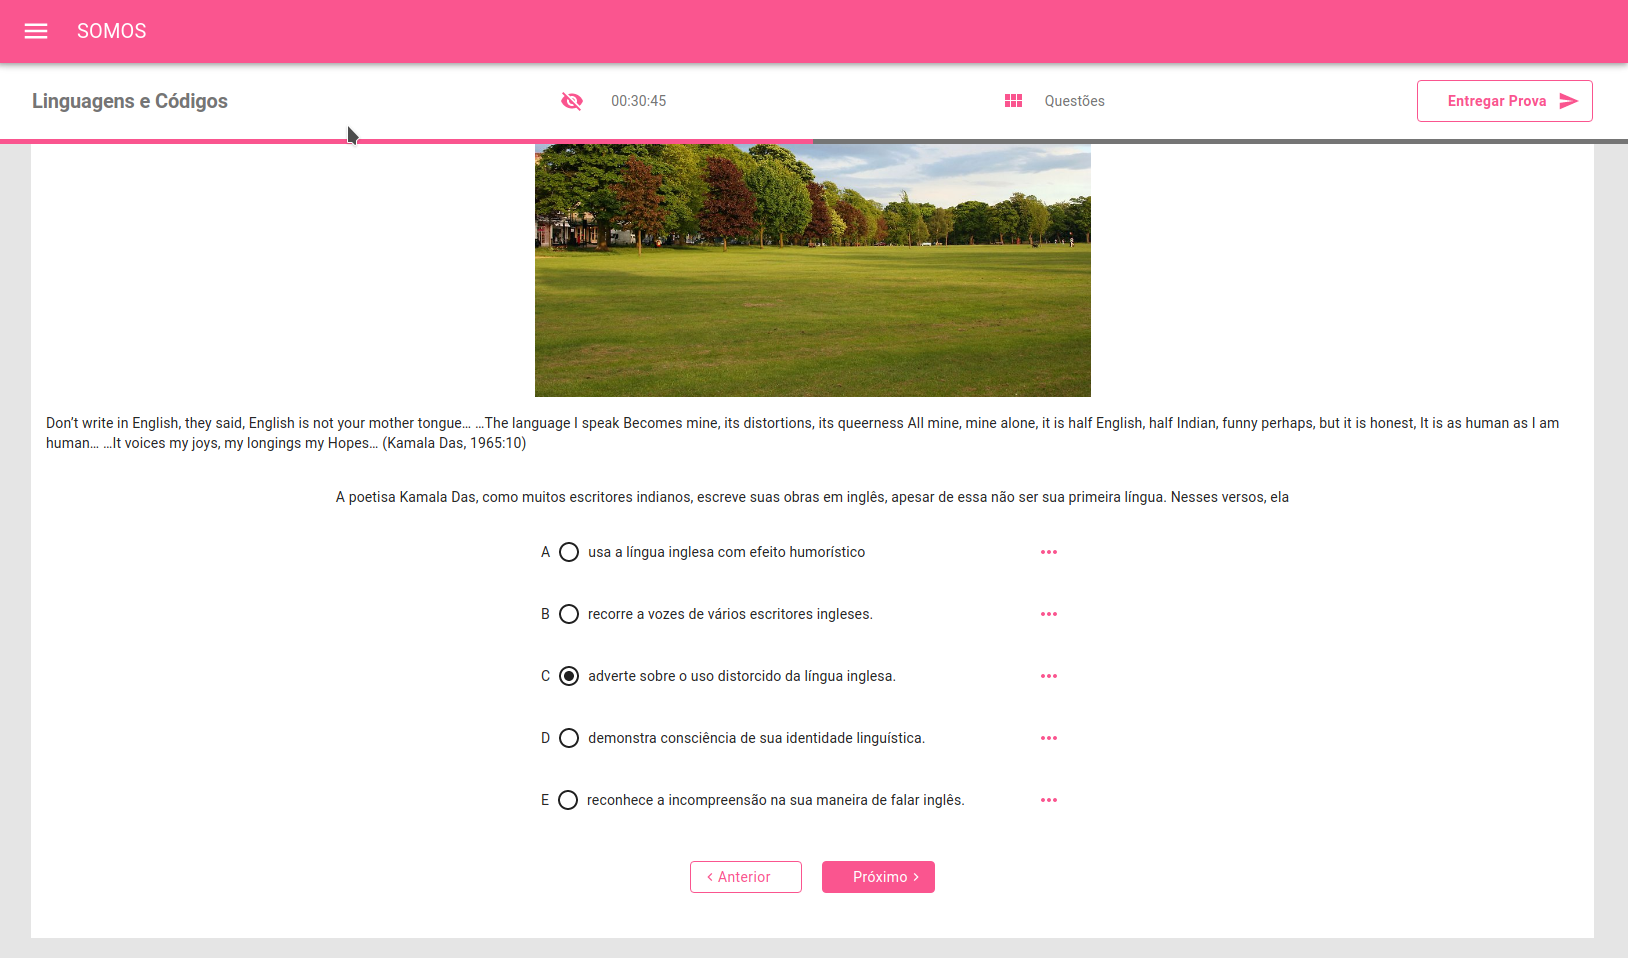 SOMOS
Linguagens e Códigos
00:30:45
Questões
Entregar Prova
Don’t write in English, they said, English is not your mother tongue… …The language I speak Becomes mine, its distortions, its queerness All mine, mine alone, it is half English, half Indian, funny perhaps, but it is honest, It is as human as I am
human… …It voices my joys, my longings my Hopes… (Kamala Das, 1965:10)
A poetisa Kamala Das, como muitos escritores indianos, escreve suas obras em inglês, apesar de essa não ser sua primeira língua. Nesses versos, ela
A usa a língua inglesa com efeito humorístico
B recorre a vozes de vários escritores ingleses.
C adverte sobre o uso distorcido da língua inglesa.
D demonstra consciência de sua identidade linguística.
E reconhece a incompreensão na sua maneira de falar inglês.
Anterior
Próximo